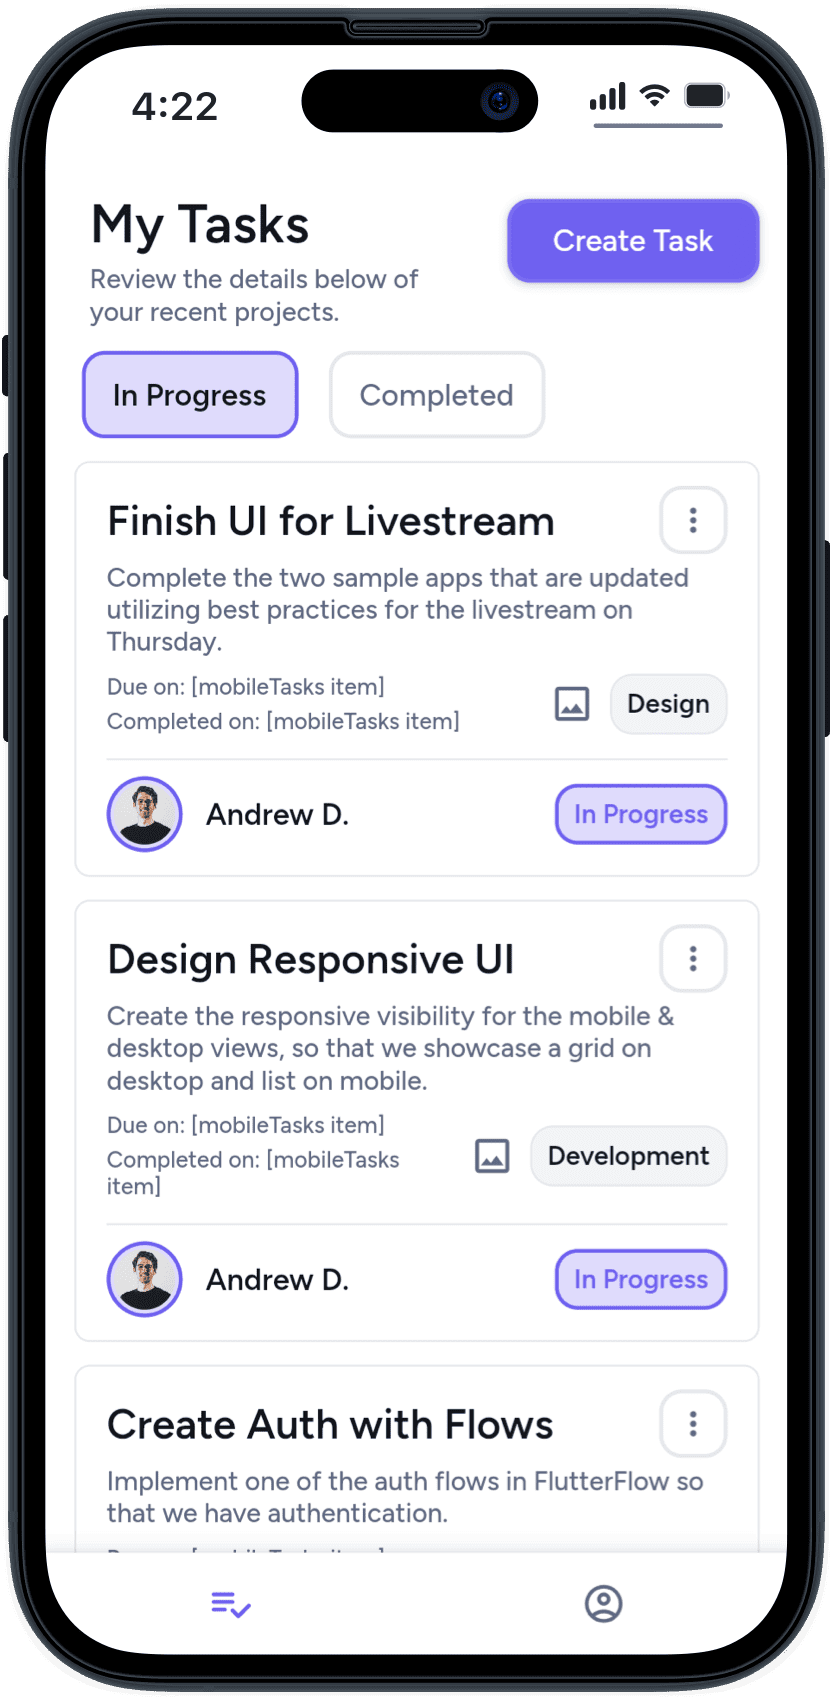 4:22
My Tasks
Create Task
Review the details below of
your recent projects.
In Progress
Completed
Finish UI for Livestream
Complete the two sample apps that are updated
utilizing best practices for the livestream on
Thursday.
Due on: [mobileTasks item]
Completed on: [mobileTasks item]
Design
Andrew D.
In Progress
Design Responsive UI
Create the responsive visibility for the mobile &
desktop views, so that we showcase a grid on
desktop and list on mobile.
Due on: [mobileTasks item]
Completed on: [mobileTasks
item]
Development
Andrew D.
In Progress
Create Auth with Flows
Implement one of the auth flows in FlutterFlow so
that we have authentication.